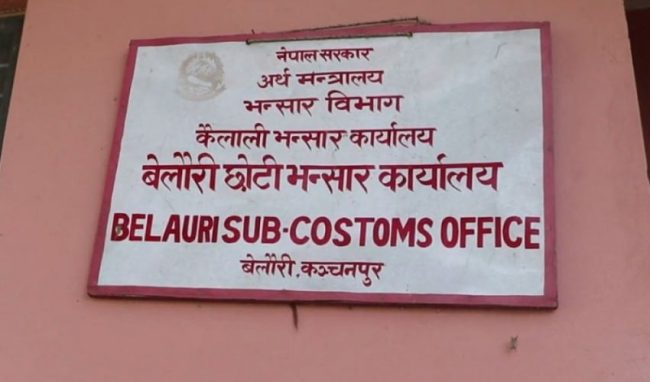 नेपाल सरकार
अर्थ मन्त्रालय
भन्सार विभाग
कैलाली भन्सार कार्यालय
बेलौरी छोटी भन्सार कार्यालय
BELAURI SUB-COSTOMS OFFICE
बेलौरी, कञ्चनपुर